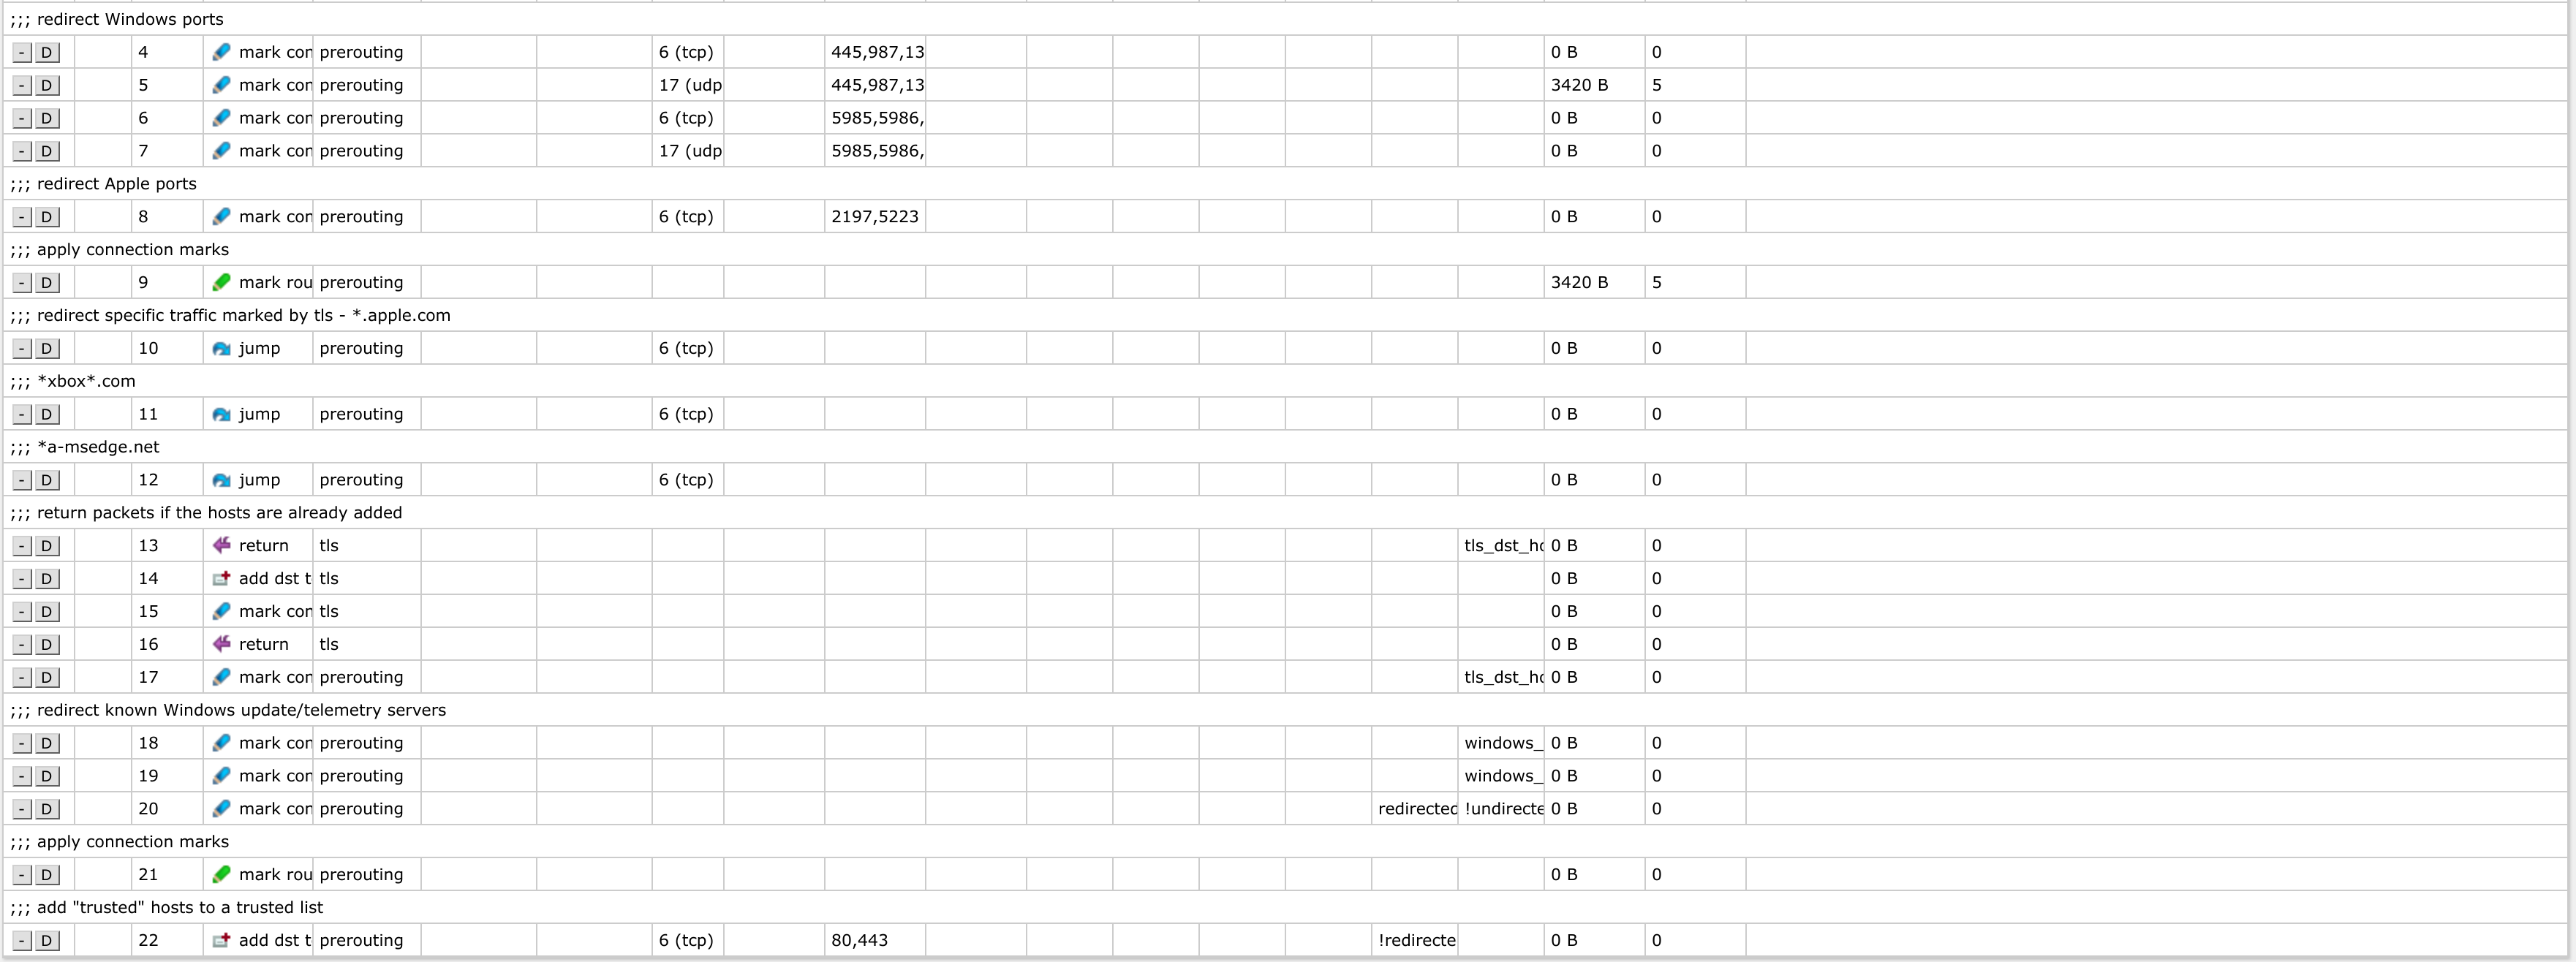 ;;; redirect Windows ports
- D 4 mark con prerouting 6 (tcp) 445,987,13 0 B 0
- D 5 mark con prerouting 17 (udp 445,987,13 3420 B 5
- D 6 mark con prerouting 6 (tcp) 5985,5986, 0 B 0
- D 7 mark con prerouting 17 (udp 5985,5986, 0 B 0
;;; redirect Apple ports
- D 8 mark con prerouting 6 (tcp) 2197,5223 0 B 0
;;; apply connection marks
- D 9 mark rou prerouting 3420 B 5
;;; redirect specific traffic marked by tls - *.apple.com
- D 10 jump prerouting 6 (tcp) 0 B 0
;;; *xbox*.com
- D 11 jump prerouting 6 (tcp) 0 B 0
;;; *a-msedge.net
- D 12 jump prerouting 6 (tcp) 0 B 0
;;; return packets if the hosts are already added
- D 13 return tls tls_dst_ho 0 B 0
- D 14 add dst t tls 0 B 0
- D 15 mark con tls 0 B 0
- D 16 return tls 0 B 0
- D 17 mark con prerouting tls_dst_ho 0 B 0
;;; redirect known Windows update/telemetry servers
- D 18 mark con prerouting windows_ 0 B 0
- D 19 mark con prerouting windows_ 0 B 0
- D 20 mark con prerouting redirected !undirecte 0 B 0
;;; apply connection marks
- D 21 mark rou prerouting 0 B 0
;;; add "trusted" hosts to a trusted list
- D 22 add dst t prerouting 6 (tcp) 80,443 !redirecte 0 B 0